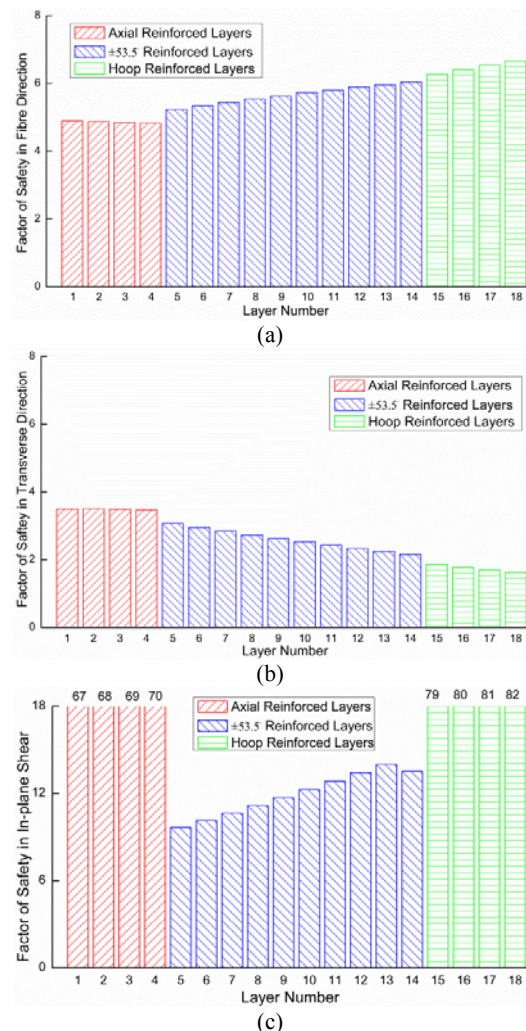 8
6
4
2
0
Factor of Safety in Fibre Direction
Axial Reinforced Layers
±53.5° Reinforced Layers
Hoop Reinforced Layers
1 2 3 4 5 6 7 8 9 10 11 12 13 14 15 16 17 18
Layer Number
(a)
8
6
4
2
0
Factor of Saftey in Transverse Direction
Axial Reinforced Layers
±53.5° Reinforced Layers
Hoop Reinforced Layers
1 2 3 4 5 6 7 8 9 10 11 12 13 14 15 16 17 18
Layer Number
(b)
67 68 69 70 79 80 81 82
18
12
6
0
Factor of Safety in In-plane Shear
Axial Reinforced Layers
±53.5° Reinforced Layers
Hoop Reinforced Layers
1 2 3 4 5 6 7 8 9 10 11 12 13 14 15 16 17 18
Layer Number
(c)